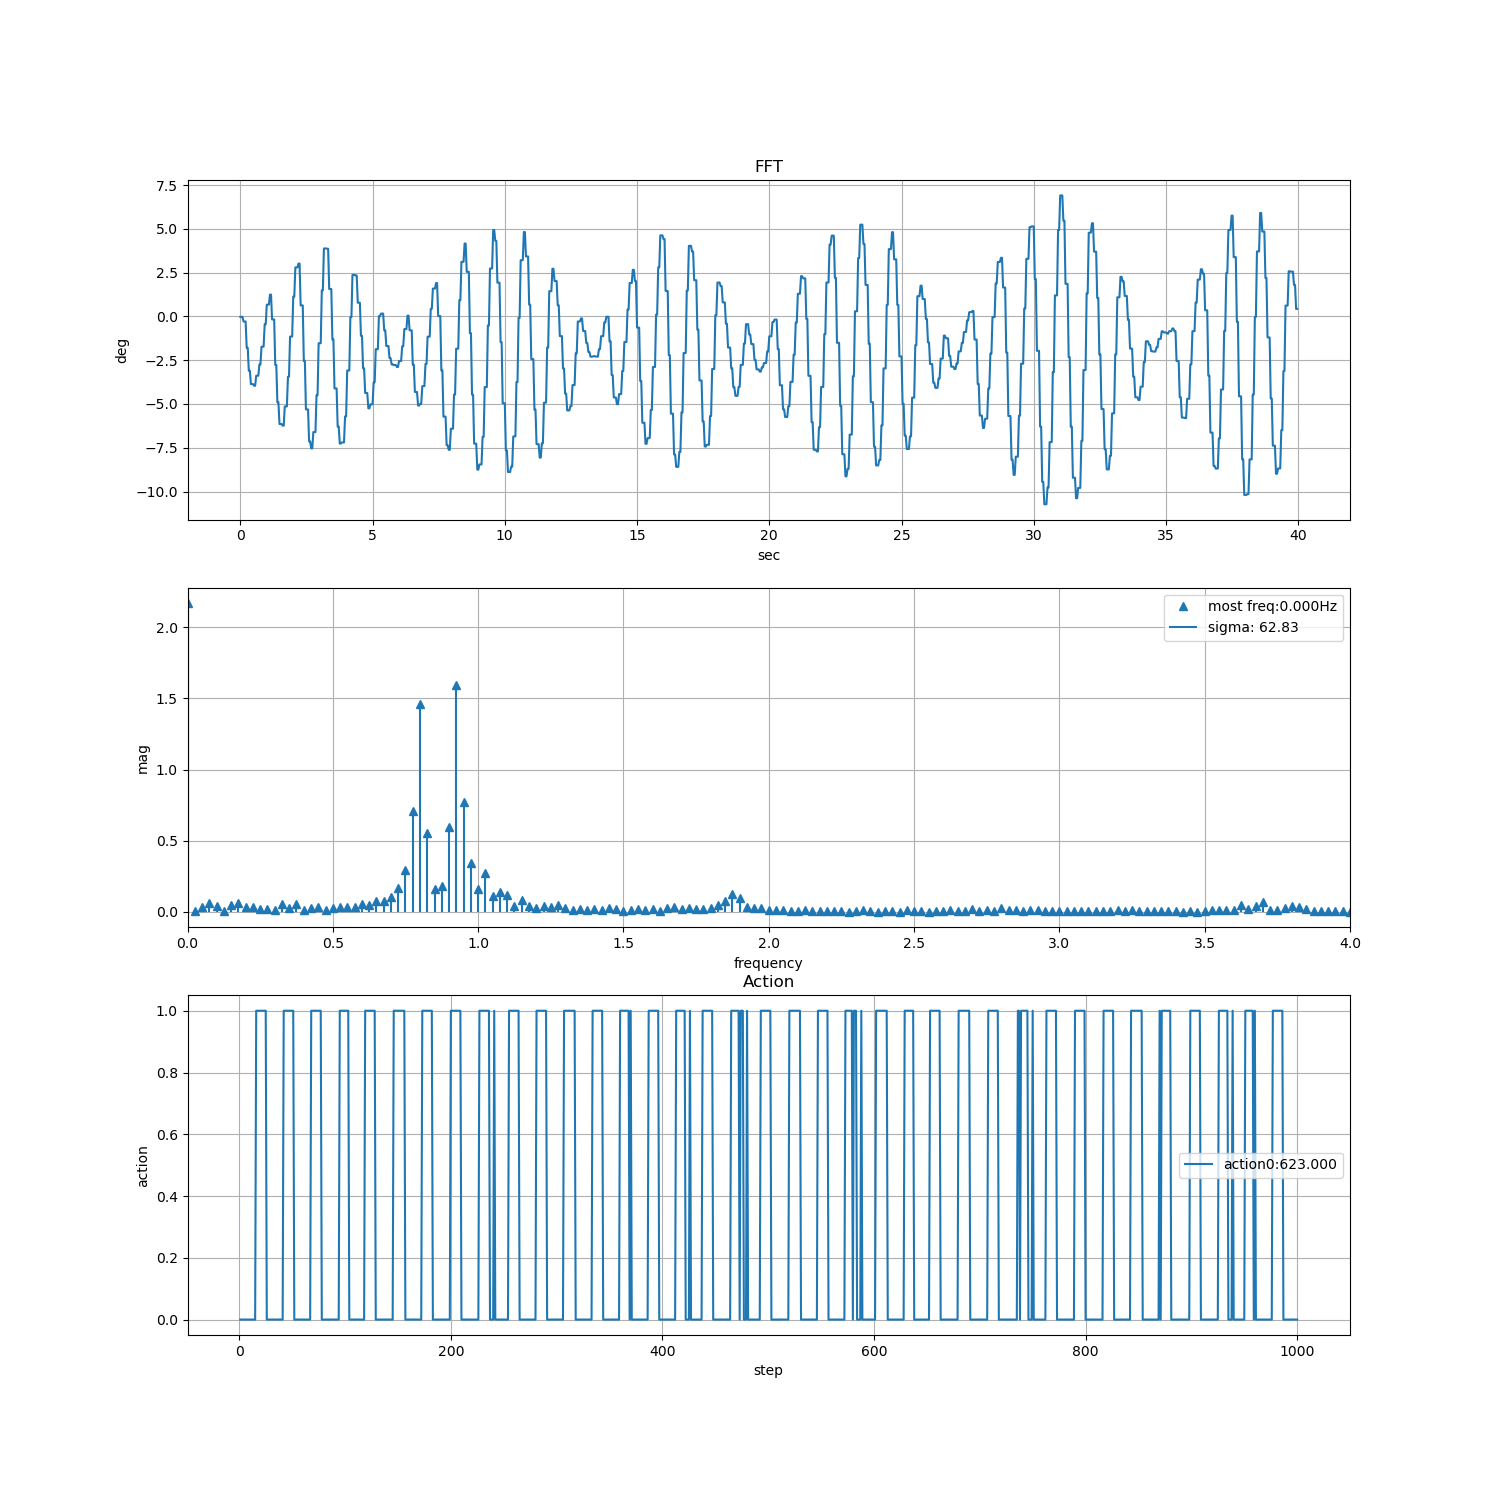 FFT
7.5
5.0
2.5
0.0
−2.5
−5.0
−7.5
−10.0
deg
0 5 10 15 20 25 30 35 40
sec
most freq:0.000Hz
sigma: 62.83
2.0
1.5
1.0
0.5
0.0
mag
0.0 0.5 1.0 1.5 2.0 2.5 3.0 3.5 4.0
frequency
Action
1.0
0.8
0.6
0.4
0.2
0.0
action
action0:623.000
0 200 400 600 800 1000
step